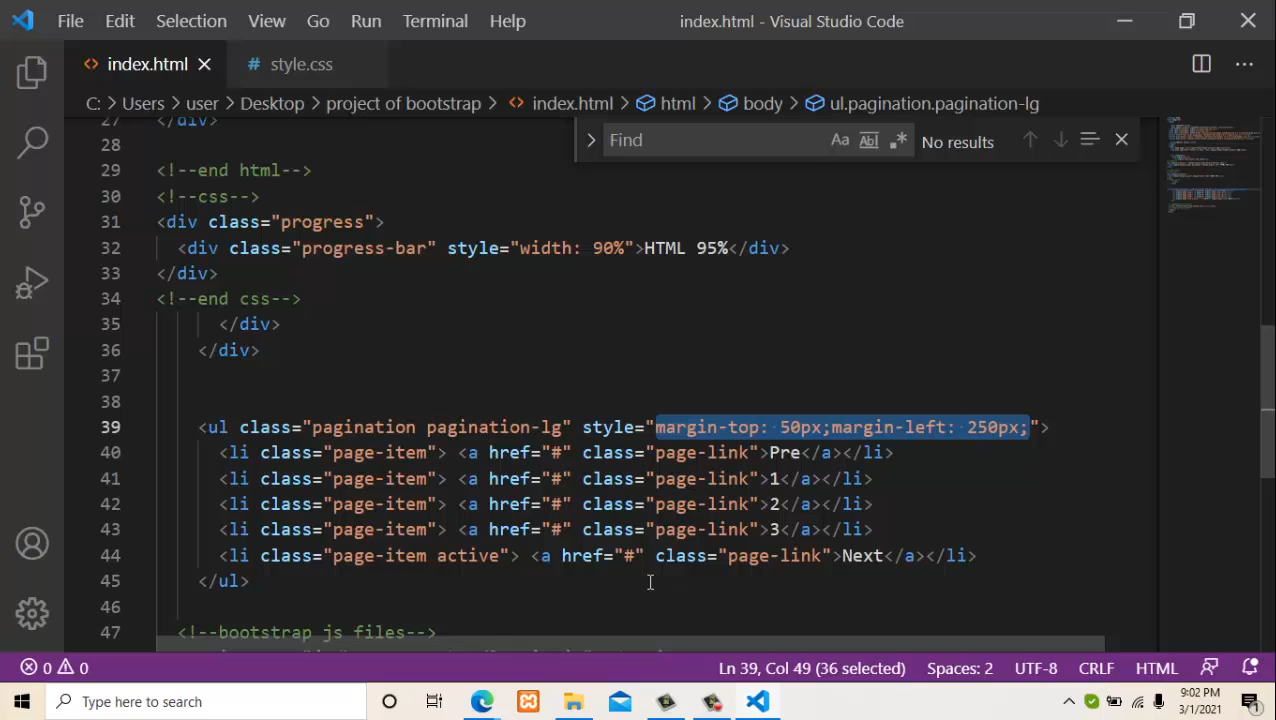 File Edit Selection View Go Run Terminal Help index.html - Visual Studio Code
index.html style.css
C: > Users > user > Desktop > project of bootstrap > index.html > html > body > ul.pagination.pagination-lg
Find Aa Ab No results
27 </div>
28
29 <!--end html-->
30 <!--css-->
31 <div class="progress">
32 <div class="progress-bar" style="width: 90%">HTML 95%</div>
33 </div>
34 <!--end css-->
35 </div>
36 </div>
37
38
39 <ul class="pagination pagination-lg" style="margin-top: 50px;margin-left: 250px;">
40 <li class="page-item"> <a href="#" class="page-link">Pre</a></li>
41 <li class="page-item"> <a href="#" class="page-link">1</a></li>
42 <li class="page-item"> <a href="#" class="page-link">2</a></li>
43 <li class="page-item"> <a href="#" class="page-link">3</a></li>
44 <li class="page-item active"> <a href="#" class="page-link">Next</a></li>
45 </ul>
46
47 <!--bootstrap js files-->
0 0 Ln 39, Col 49 (36 selected) Spaces: 2 UTF-8 CRLF HTML
Type here to search
9:02 PM
3/1/2021
1